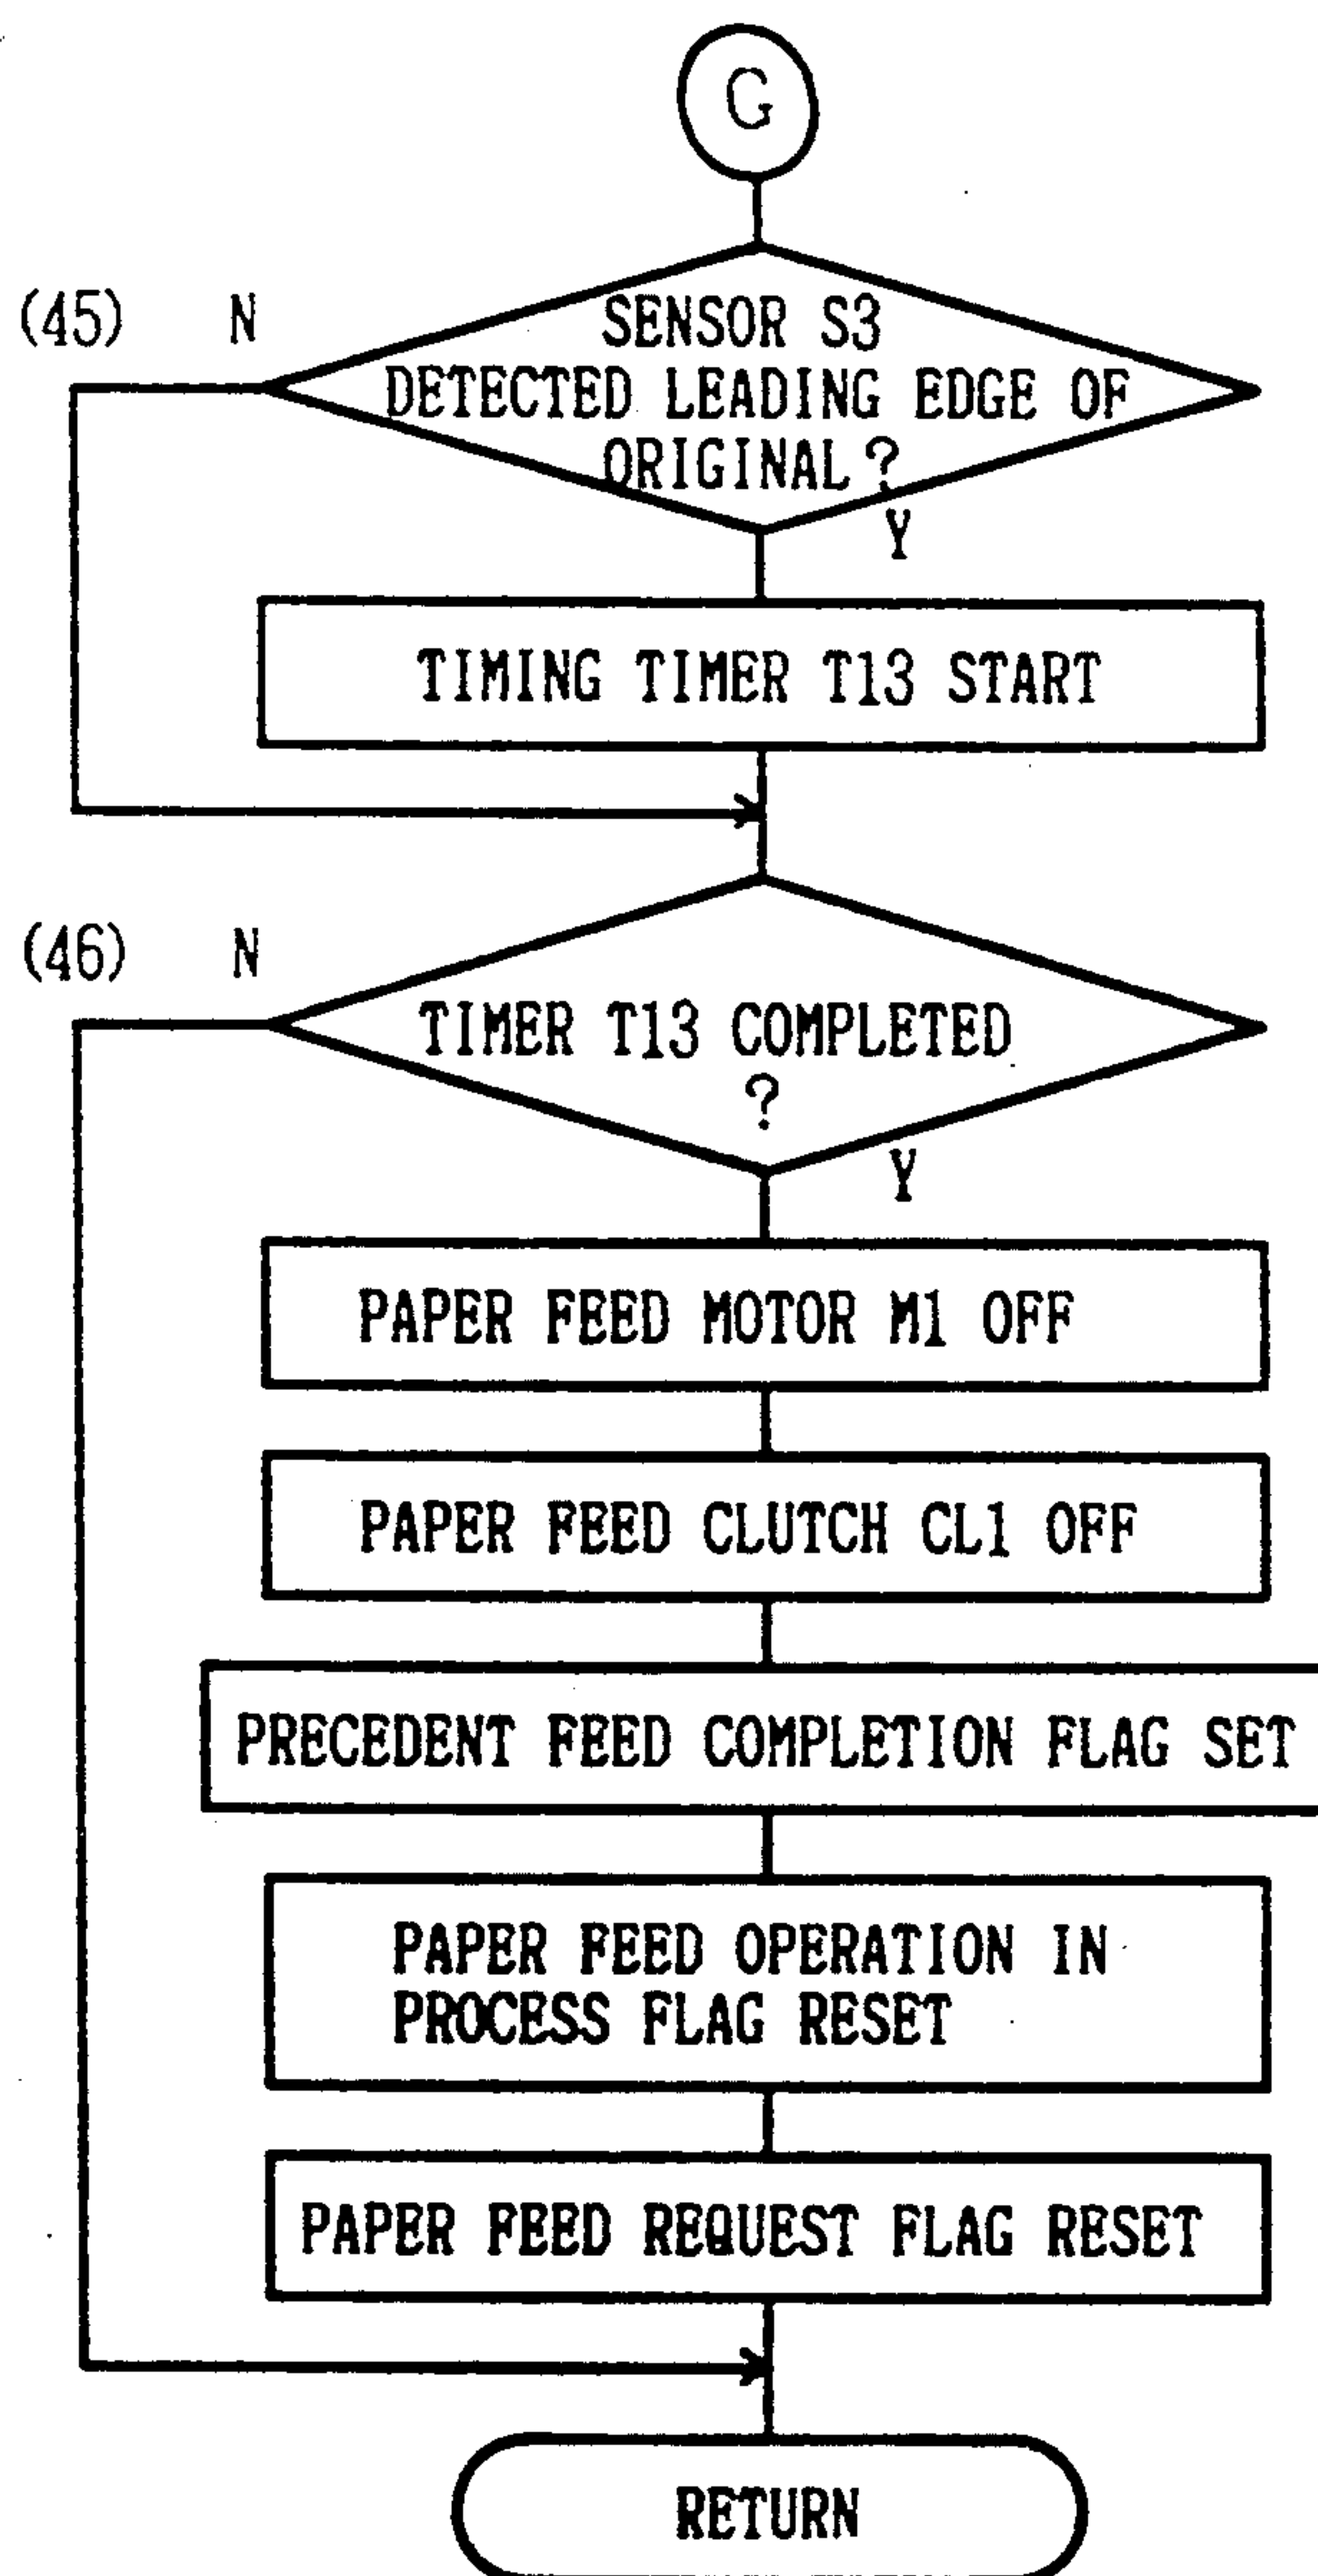 G
(45) N
SENSOR S3
DETECTED LEADING EDGE OF
ORIGINAL?
Y
TIMING TIMER T13 START
(46) N
TIMER T13 COMPLETED
?
Y
PAPER FEED MOTOR M1 OFF
PAPER FEED CLUTCH CL1 OFF
PRECEDENT FEED COMPLETION FLAG SET
PAPER FEED OPERATION IN
PROCESS FLAG RESET
PAPER FEED REQUEST FLAG RESET
RETURN